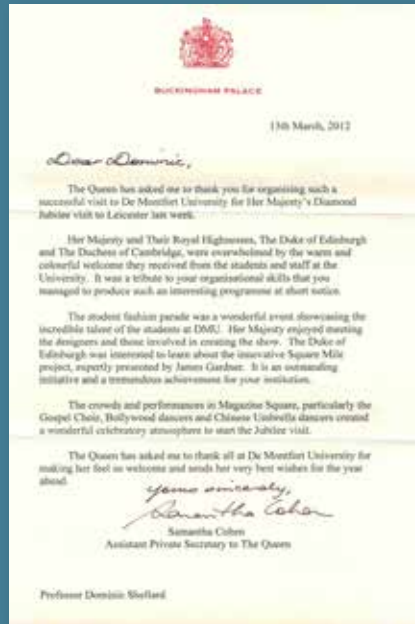 BUCKINGHAM PALACE
13th March, 2012
Dear Dominic,
The Queen has asked me to thank you for organising such a
successful visit to De Montfort University for Her Majesty's Diamond
Jubilee visit to Leicester last week.
Her Majesty and Their Royal Highnesses, The Duke of Edinburgh
and The Duchess of Cambridge, were overwhelmed by the warm and
colourful welcome they received from the students and staff at the
University. It was a tribute to your organisational skills that you
managed to produce such an interesting programme at short notice.
The student fashion parade was a wonderful event showcasing the
incredible talent of the students at DMU. Her Majesty enjoyed meeting
the designers and those involved in creating the show. The Duke of
Edinburgh was interested to learn about the innovative Square Mile
project, expertly presented by James Gardner. It is an outstanding
initiative and a tremendous achievement for your institution.
The crowds and performances in Magazine Square, particularly the
Gospel Choir, Bollywood dancers and Chinese Umbrella dancers created
a wonderful celebratory atmosphere to start the Jubilee visit.
The Queen has asked me to thank all at De Montfort University for
making her feel so welcome and sends her very best wishes for the year
ahead.
Yours sincerely,
Samantha Cohen
Samantha Cohen
Assistant Private Secretary to The Queen
Professor Dominic Shellard